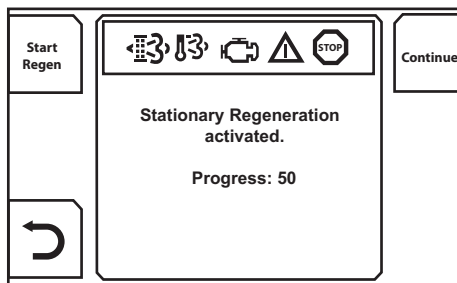 Start
Regen
STOP
Continue
Stationary Regeneration
activated.
Progress: 50